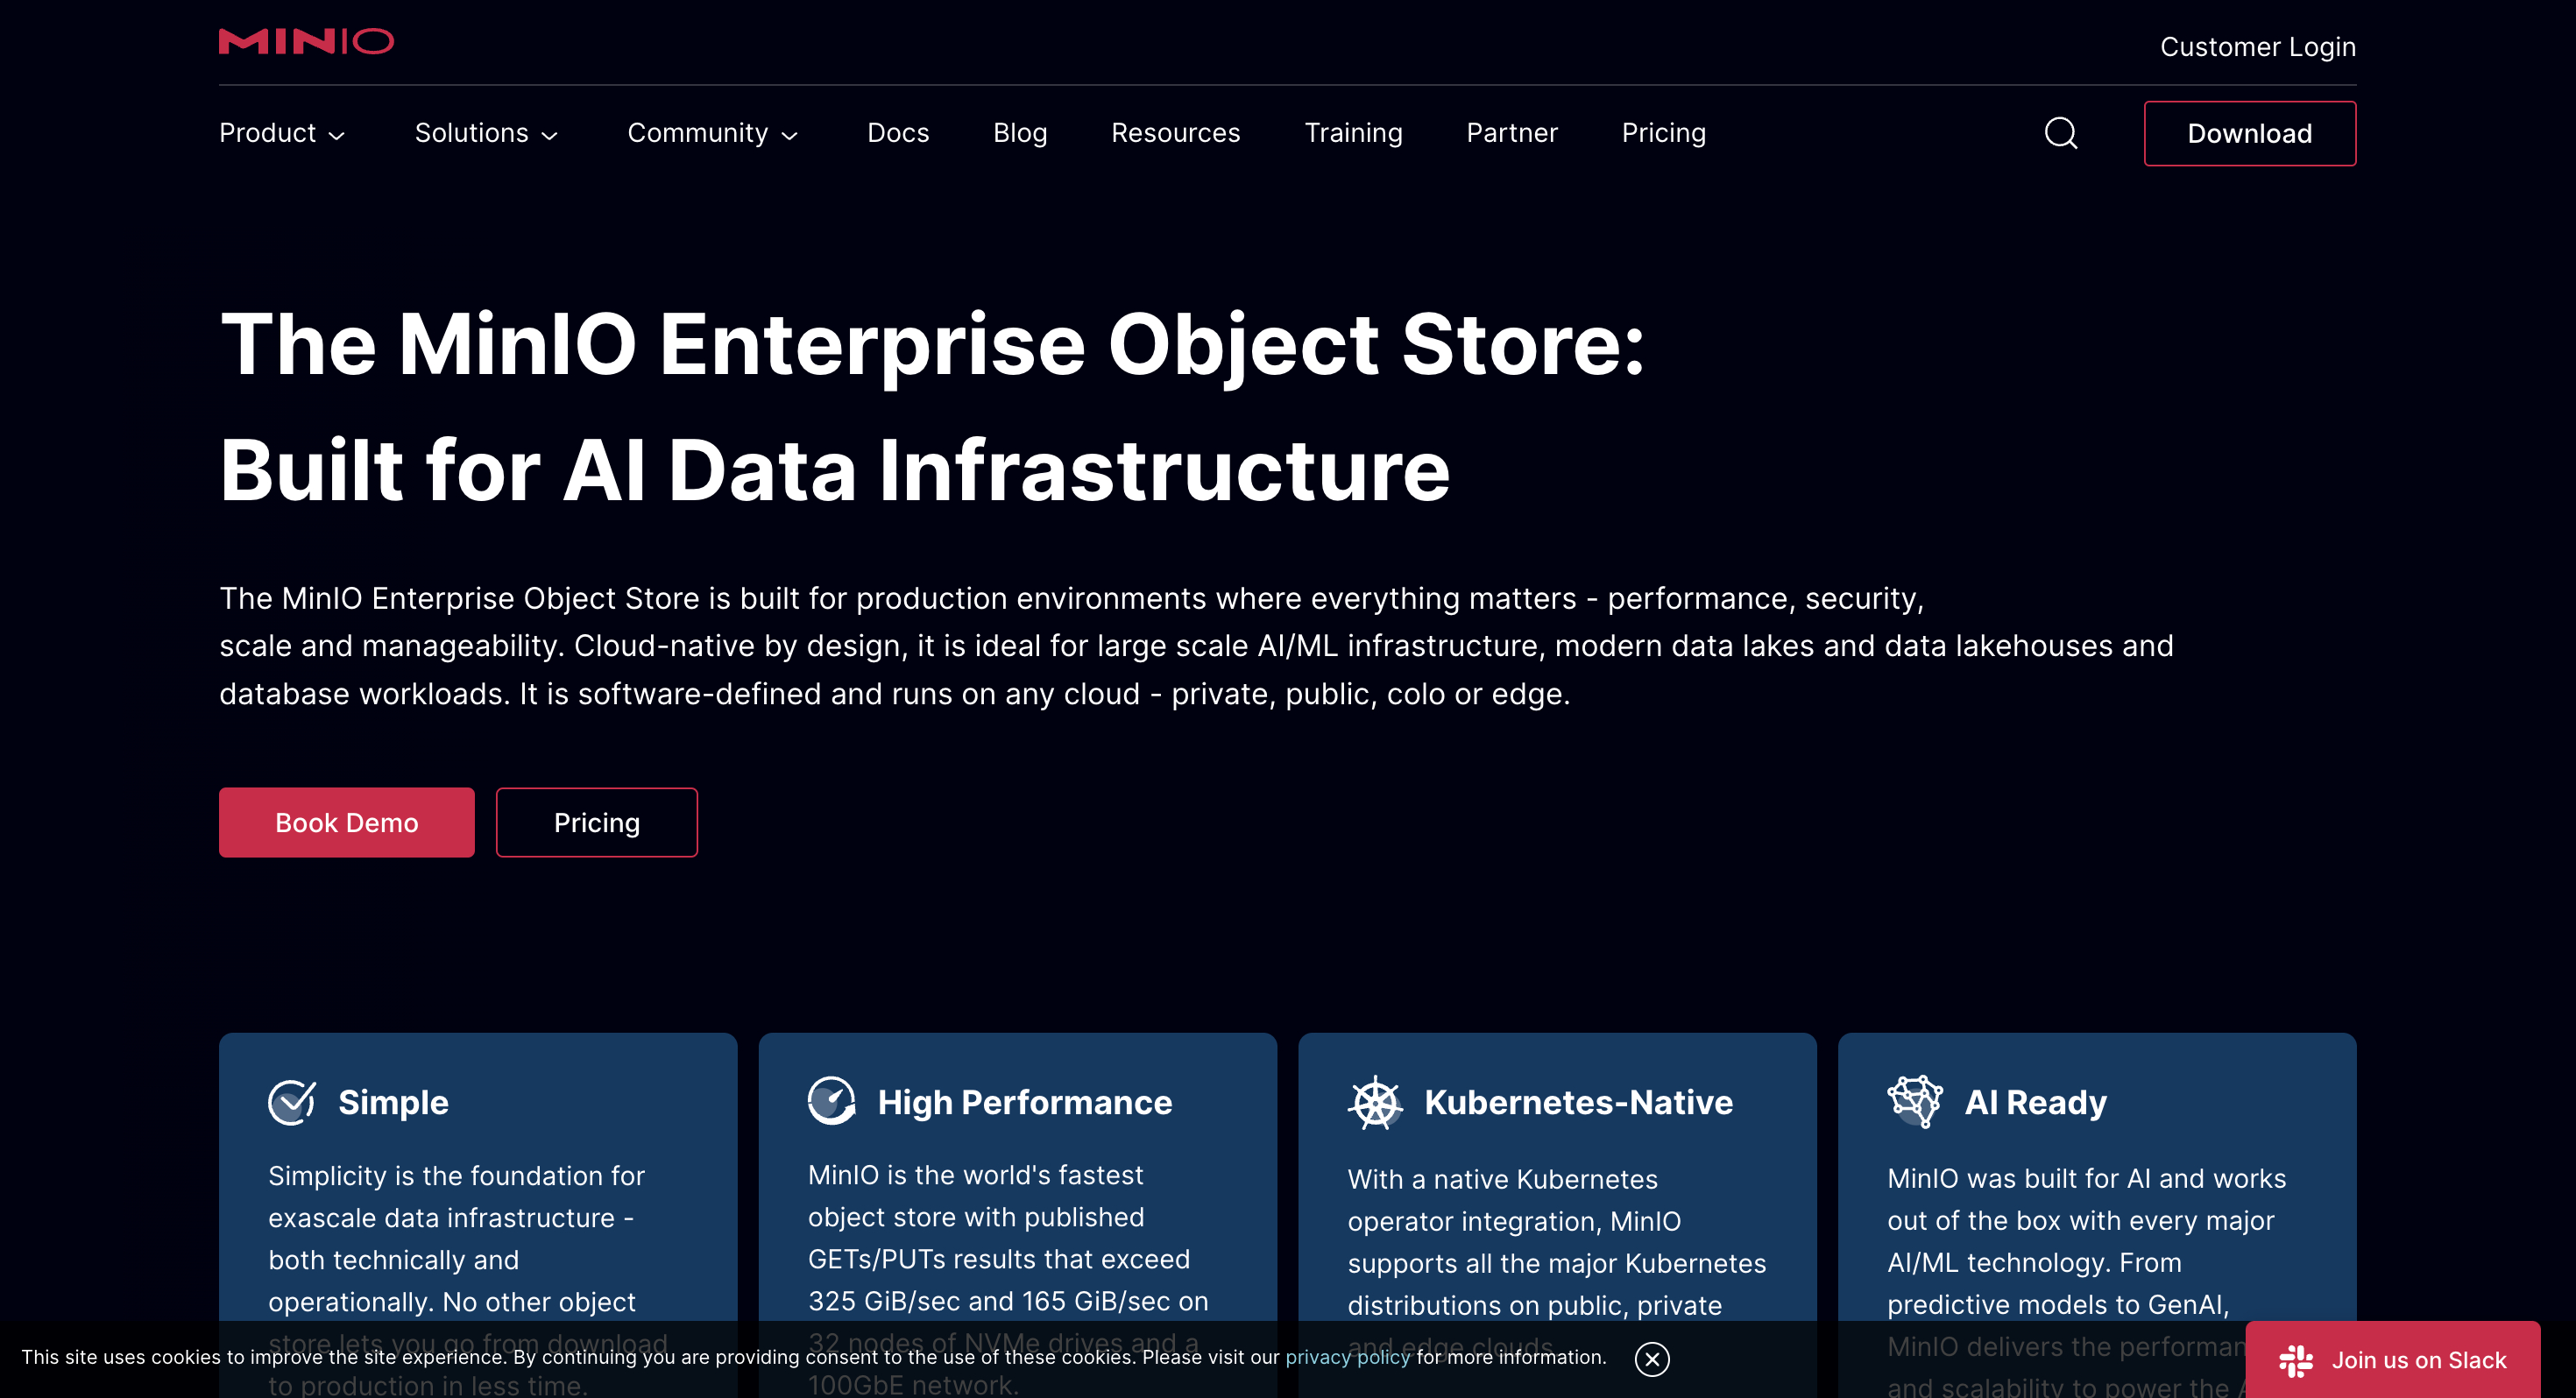 MINIO
Customer Login
Product
Solutions
Community
Docs
Blog
Resources
Training
Partner
Pricing
Download
The MinIO Enterprise Object Store:
Built for AI Data Infrastructure
The MinIO Enterprise Object Store is built for production environments where everything matters - performance, security,
scale and manageability. Cloud-native by design, it is ideal for large scale AI/ML infrastructure, modern data lakes and data lakehouses and
database workloads. It is software-defined and runs on any cloud - private, public, colo or edge.
Book Demo
Pricing
Simple
Simplicity is the foundation for
exascale data infrastructure -
both technically and
operationally. No other object
store lets you go from download
to production in less time.
High Performance
MinIO is the world's fastest
object store with published
GETs/PUTs results that exceed
325 GiB/sec and 165 GiB/sec on
32 nodes of NVMe drives and a
100GbE network.
Kubernetes-Native
With a native Kubernetes
operator integration, MinIO
supports all the major Kubernetes
distributions on public, private
and edge clouds.
AI Ready
MinIO was built for AI and works
out of the box with every major
AI/ML technology. From
predictive models to GenAI,
MinIO delivers the
and scalability to power the
This site uses cookies to improve the site experience. By continuing you are providing consent to the use of these cookies. Please visit our privacy policy for more information.
Join us on Slack